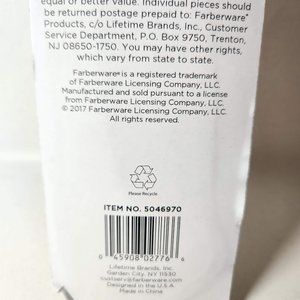 equal or better value. Individual pieces should
be returned postage prepaid to: Farberware®
Products, c/o Lifetime Brands, Inc., Customer
Service Department, P.O. Box 9750, Trenton,
NJ 08650-1750. You may have other rights,
which vary from state to state.
Farberware® is a registered trademark
of Farberware Licensing Company, LLC.
Manufactured and sold pursuant to a license
from Farberware Licensing Company, LLC.
© 2017 Farberware Licensing Company, LLC.
All rights reserved.
Please Recycle
ITEM NO. 5046970
0 45908 02776 6
Lifetime Brands, Inc.
Garden City, NY 11530
Designed in the U.S.A.
Made in China